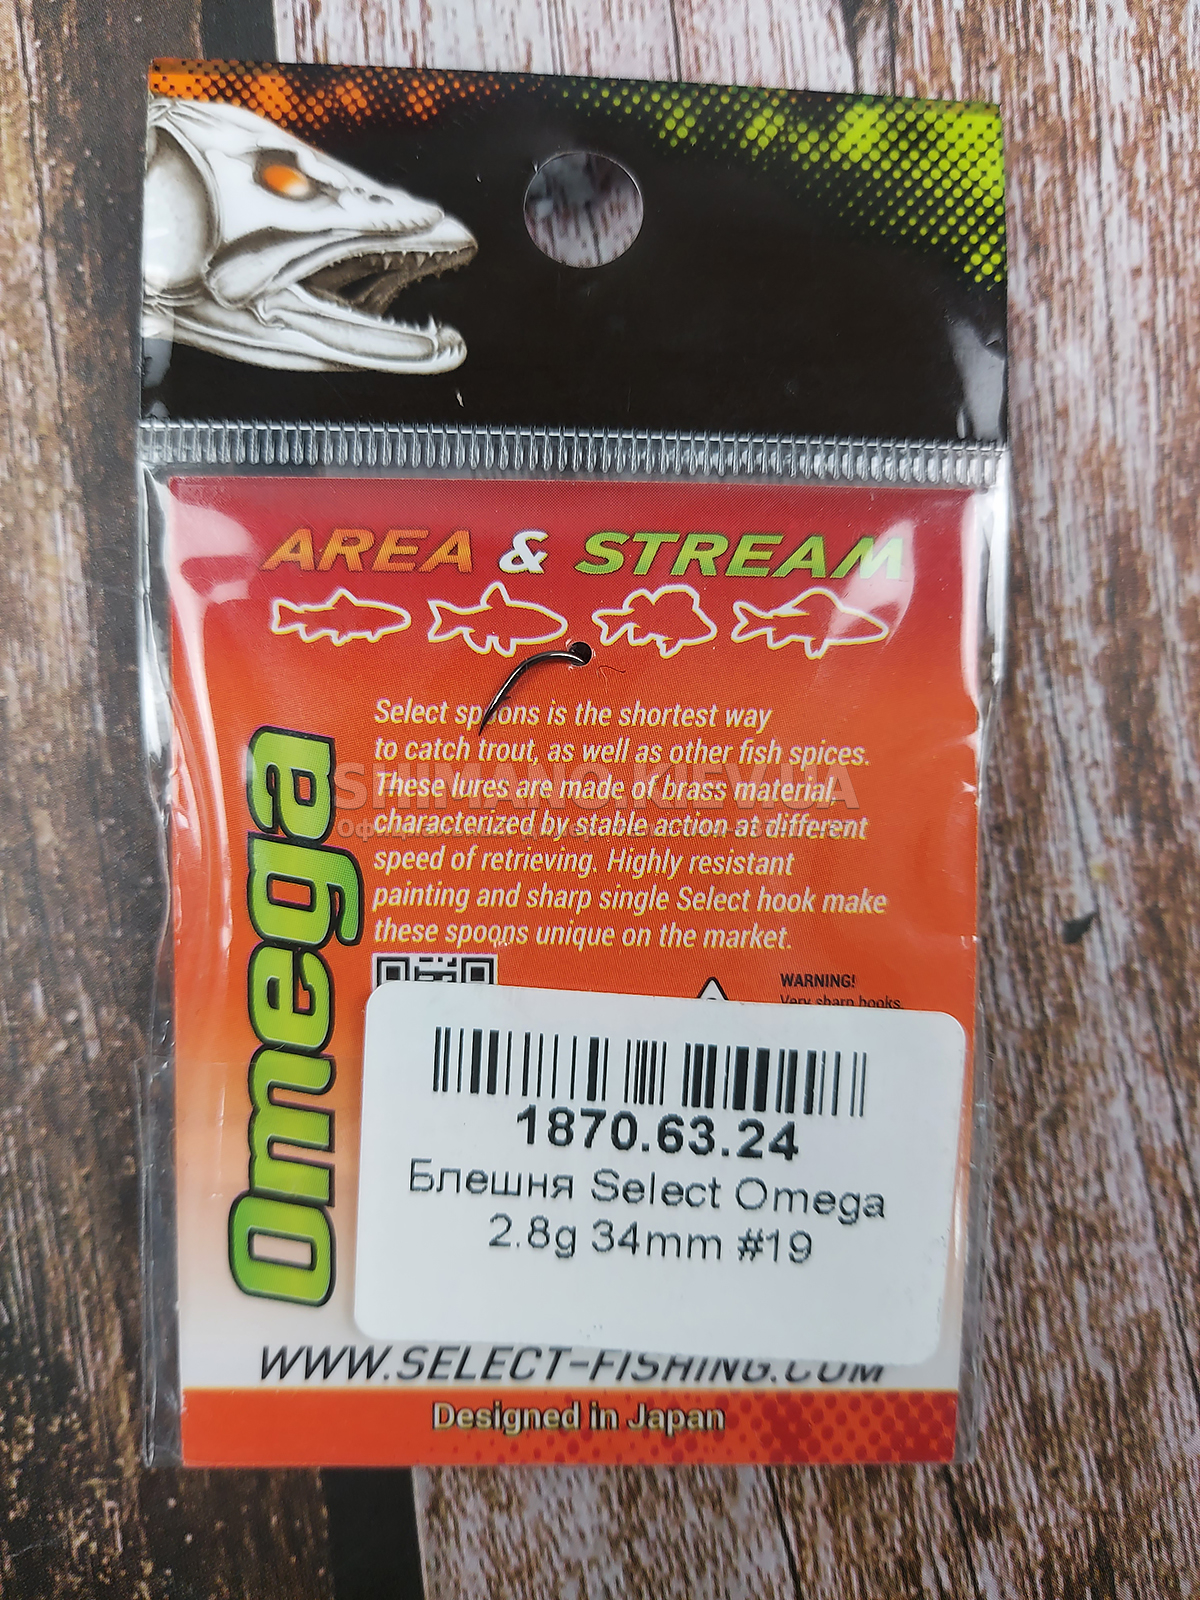 AREA & STREAM
Select spoons is the shortest way
to catch trout, as well as other fish spices.
These lures are made of brass material,
characterized by stable action at different
speed of retrieving. Highly resistant
painting and sharp single Select hook make
these spoons unique on the market.
Omega
SHIMANO.KIEV.UA
WARNING!
Very sharp hooks
1870.63.24
Блешня Select Omega
2.8g 34mm #19
WWW.SELECT-FISHING.COM
Designed in Japan